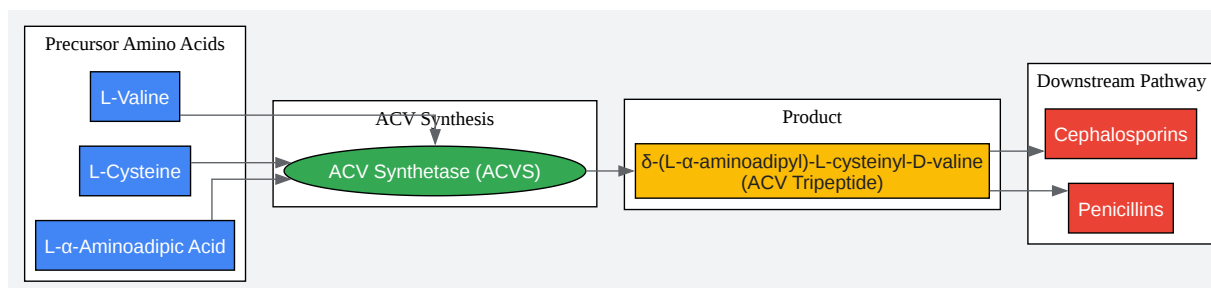 Precursor Amino Acids
L-Valine
L-Cysteine
L-α-Aminoadipic Acid
ACV Synthesis
ACV Synthetase (ACVS)
Product
δ-(L-α-aminoadipyl)-L-cysteinyl-D-valine
(ACV Tripeptide)
Downstream Pathway
Cephalosporins
Penicillins